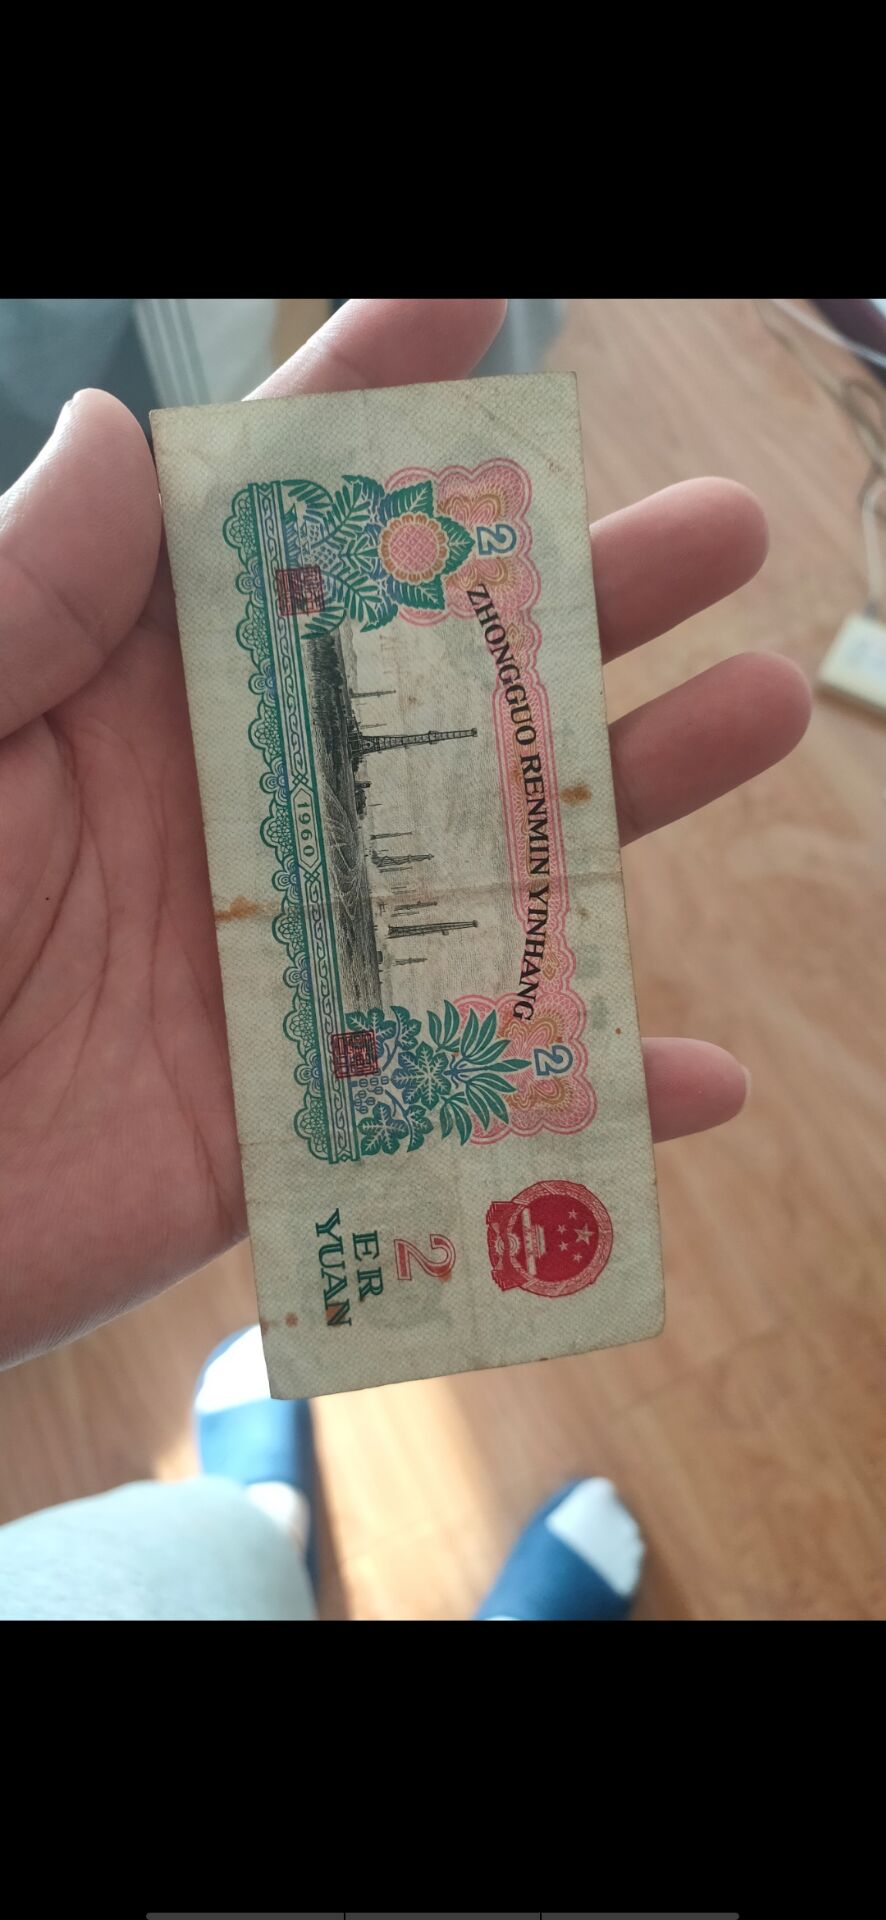 ZHONGGUO RENMIN YINHANG
2
2
1960
2
ER
YUAN